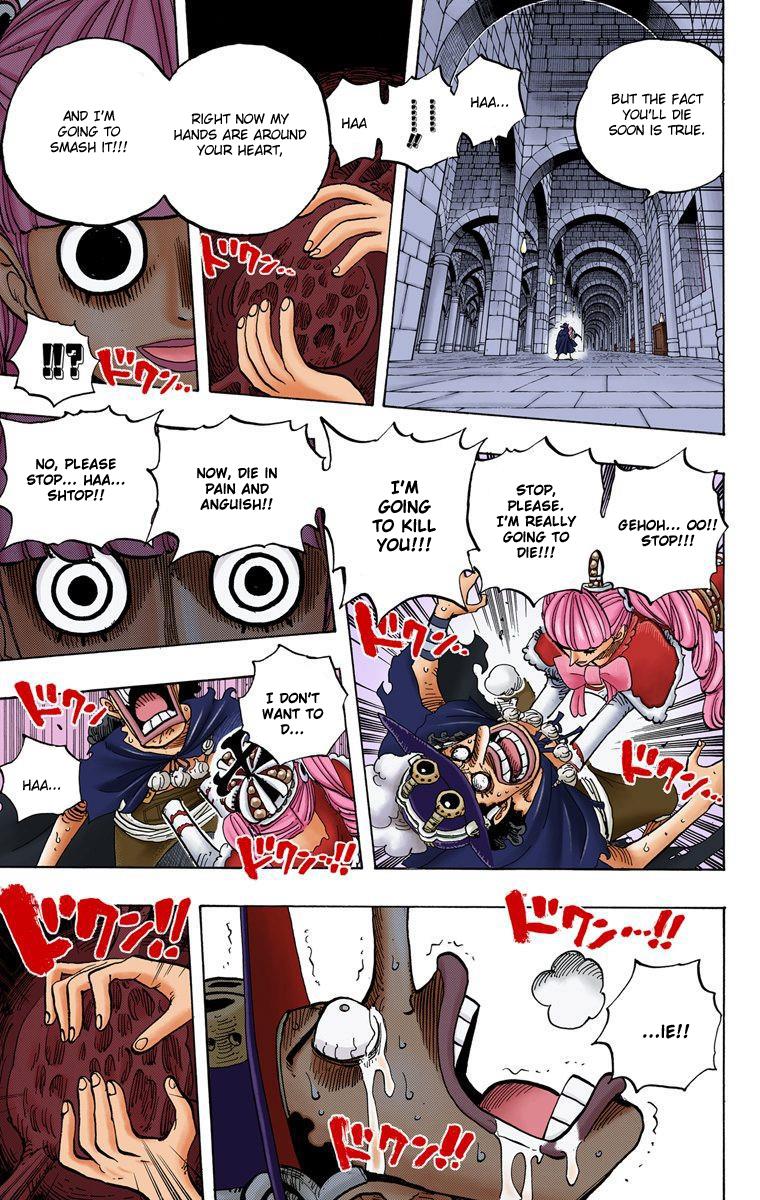 BUT THE FACT
YOU'LL DIE
SOON IS TRUE.
HAA...
!!
HAA
RIGHT NOW MY
HANDS ARE AROUND
YOUR HEART,
ドクン..
AND I'M
GOING TO
SMASH IT!!!
!!?
ドクン..
GEHOH... OO!!
STOP!!!
STOP,
PLEASE.
I'M REALLY
GOING TO
DIE!!!
I'M
GOING
TO KILL
YOU!!!
ドクン..
ドクン..
NOW, DIE IN
PAIN AND
ANGUISH!!
NO, PLEASE
STOP... HAA...
SHTOP!!
I DON'T
WANT TO
D...
ドクン
HAA...
ドクン...!!
ドクン...!!
...IE!!
ドクン...!!
ドクン!!